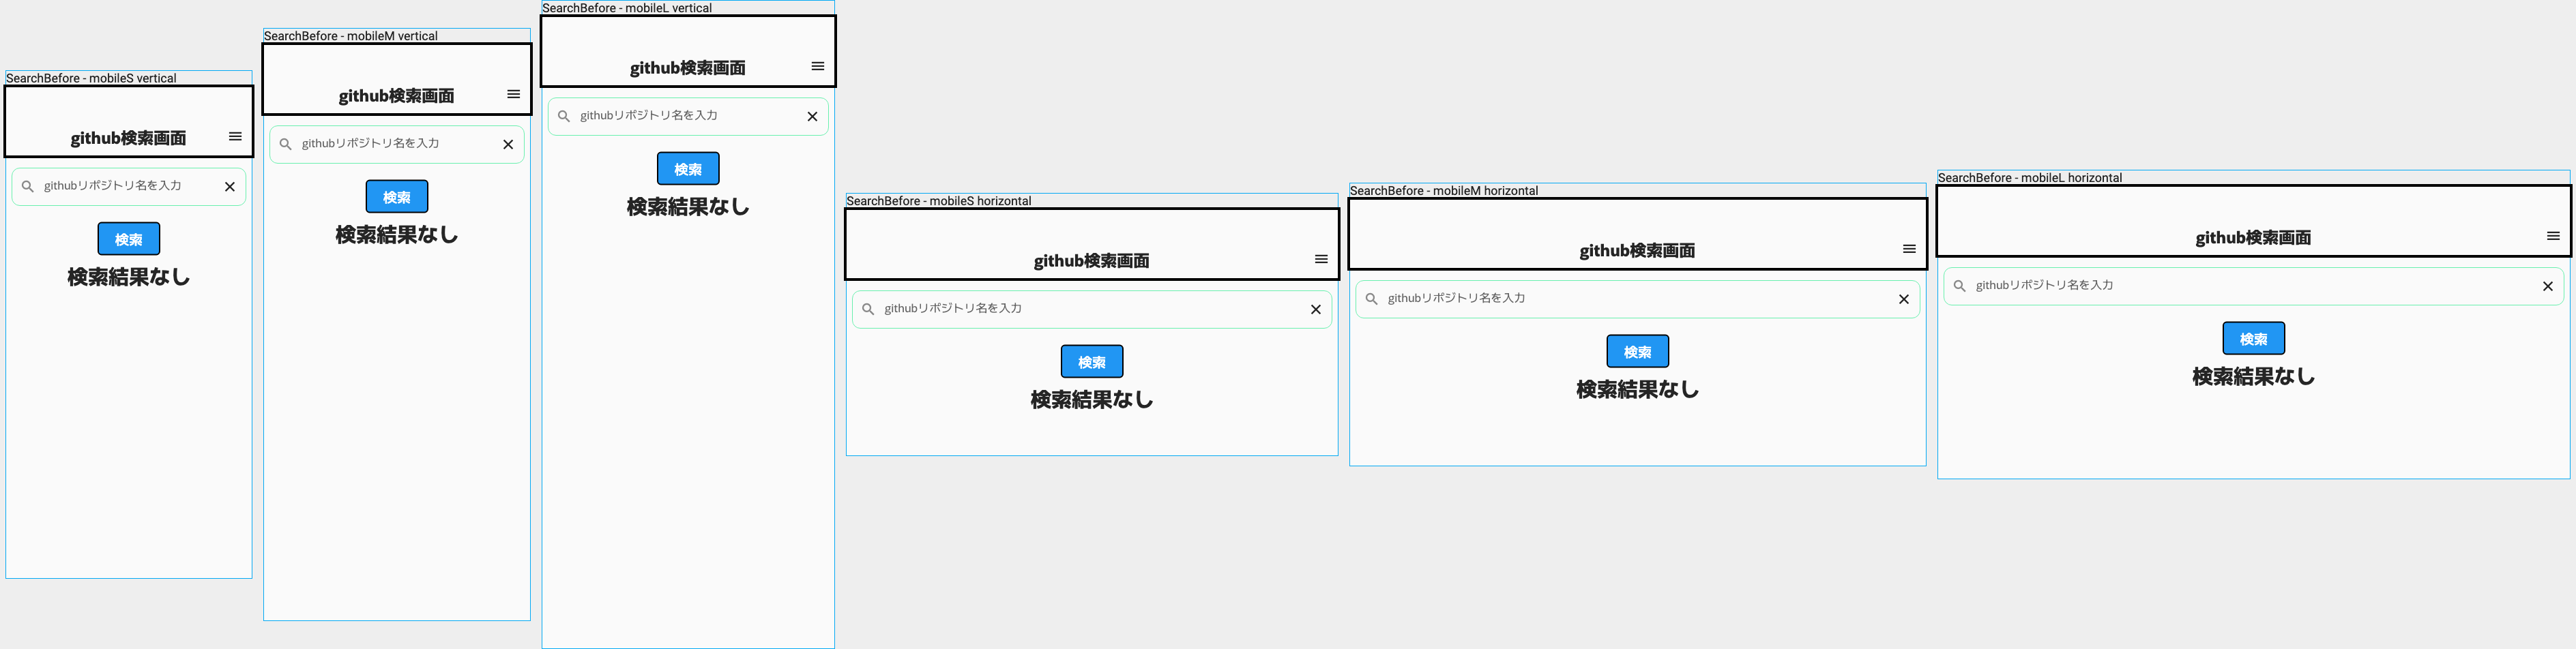 SearchBefore - mobileS vertical
github検索画面
githubリポジトリ名を入力
検索
検索結果なし
SearchBefore - mobileM vertical
github検索画面
githubリポジトリ名を入力
検索
検索結果なし
SearchBefore - mobileL vertical
github検索画面
githubリポジトリ名を入力
検索
検索結果なし
SearchBefore - mobileS horizontal
github検索画面
githubリポジトリ名を入力
検索
検索結果なし
SearchBefore - mobileM horizontal
github検索画面
githubリポジトリ名を入力
検索
検索結果なし
SearchBefore - mobileL horizontal
github検索画面
githubリポジトリ名を入力
検索
検索結果なし